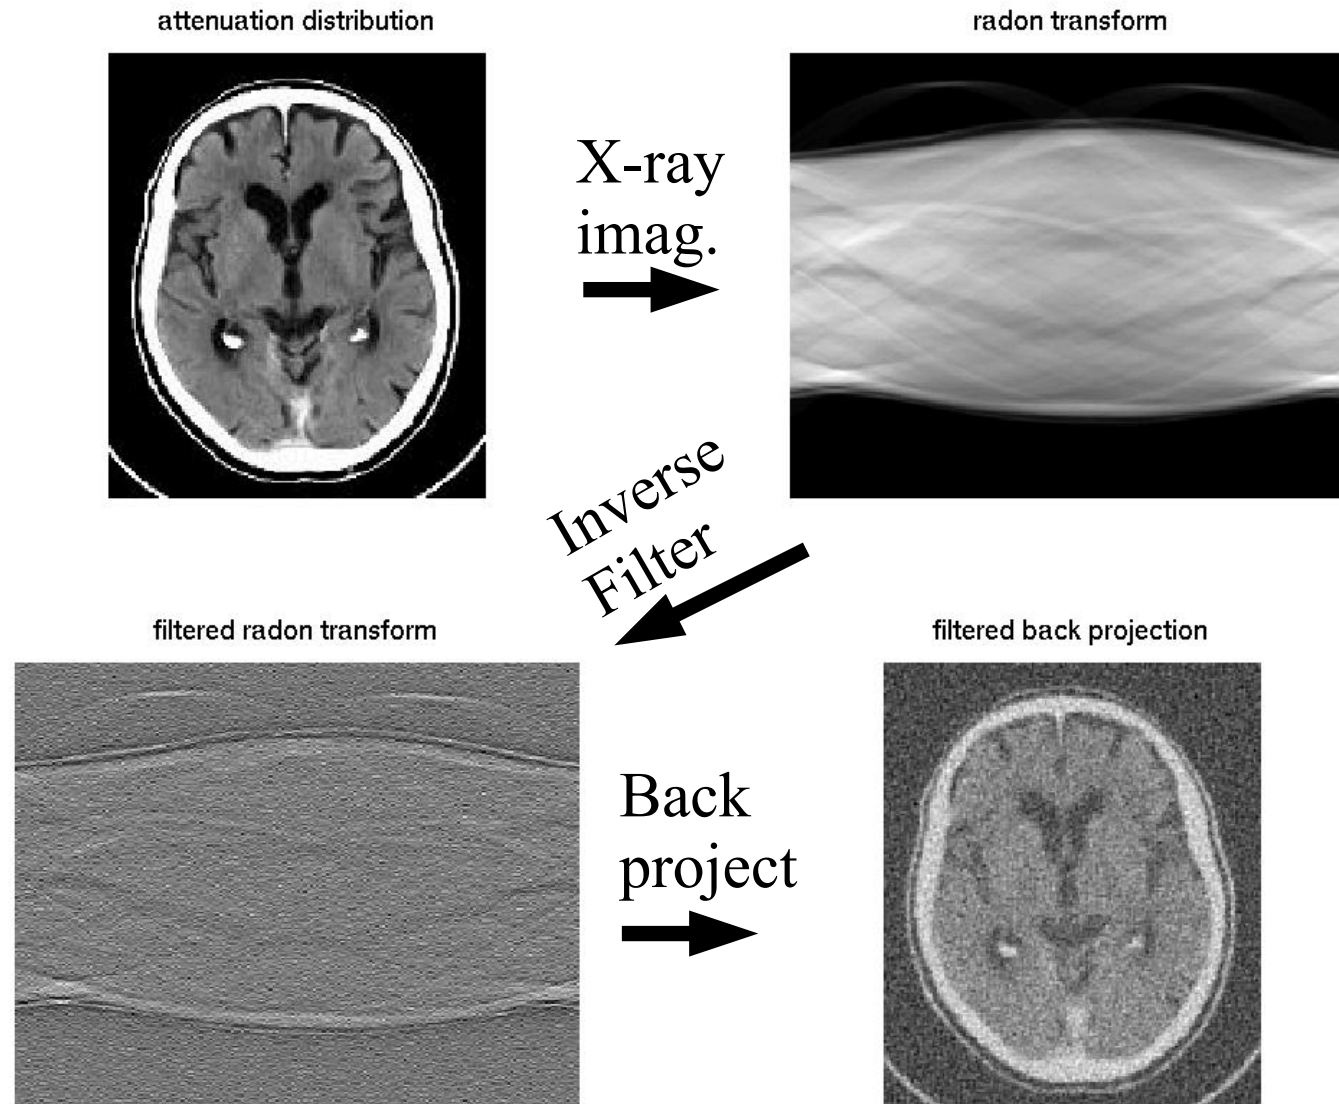 attenuation distribution
radon transform
X-ray
imag.
Inverse
Filter
filtered radon transform
filtered back projection
Back
project